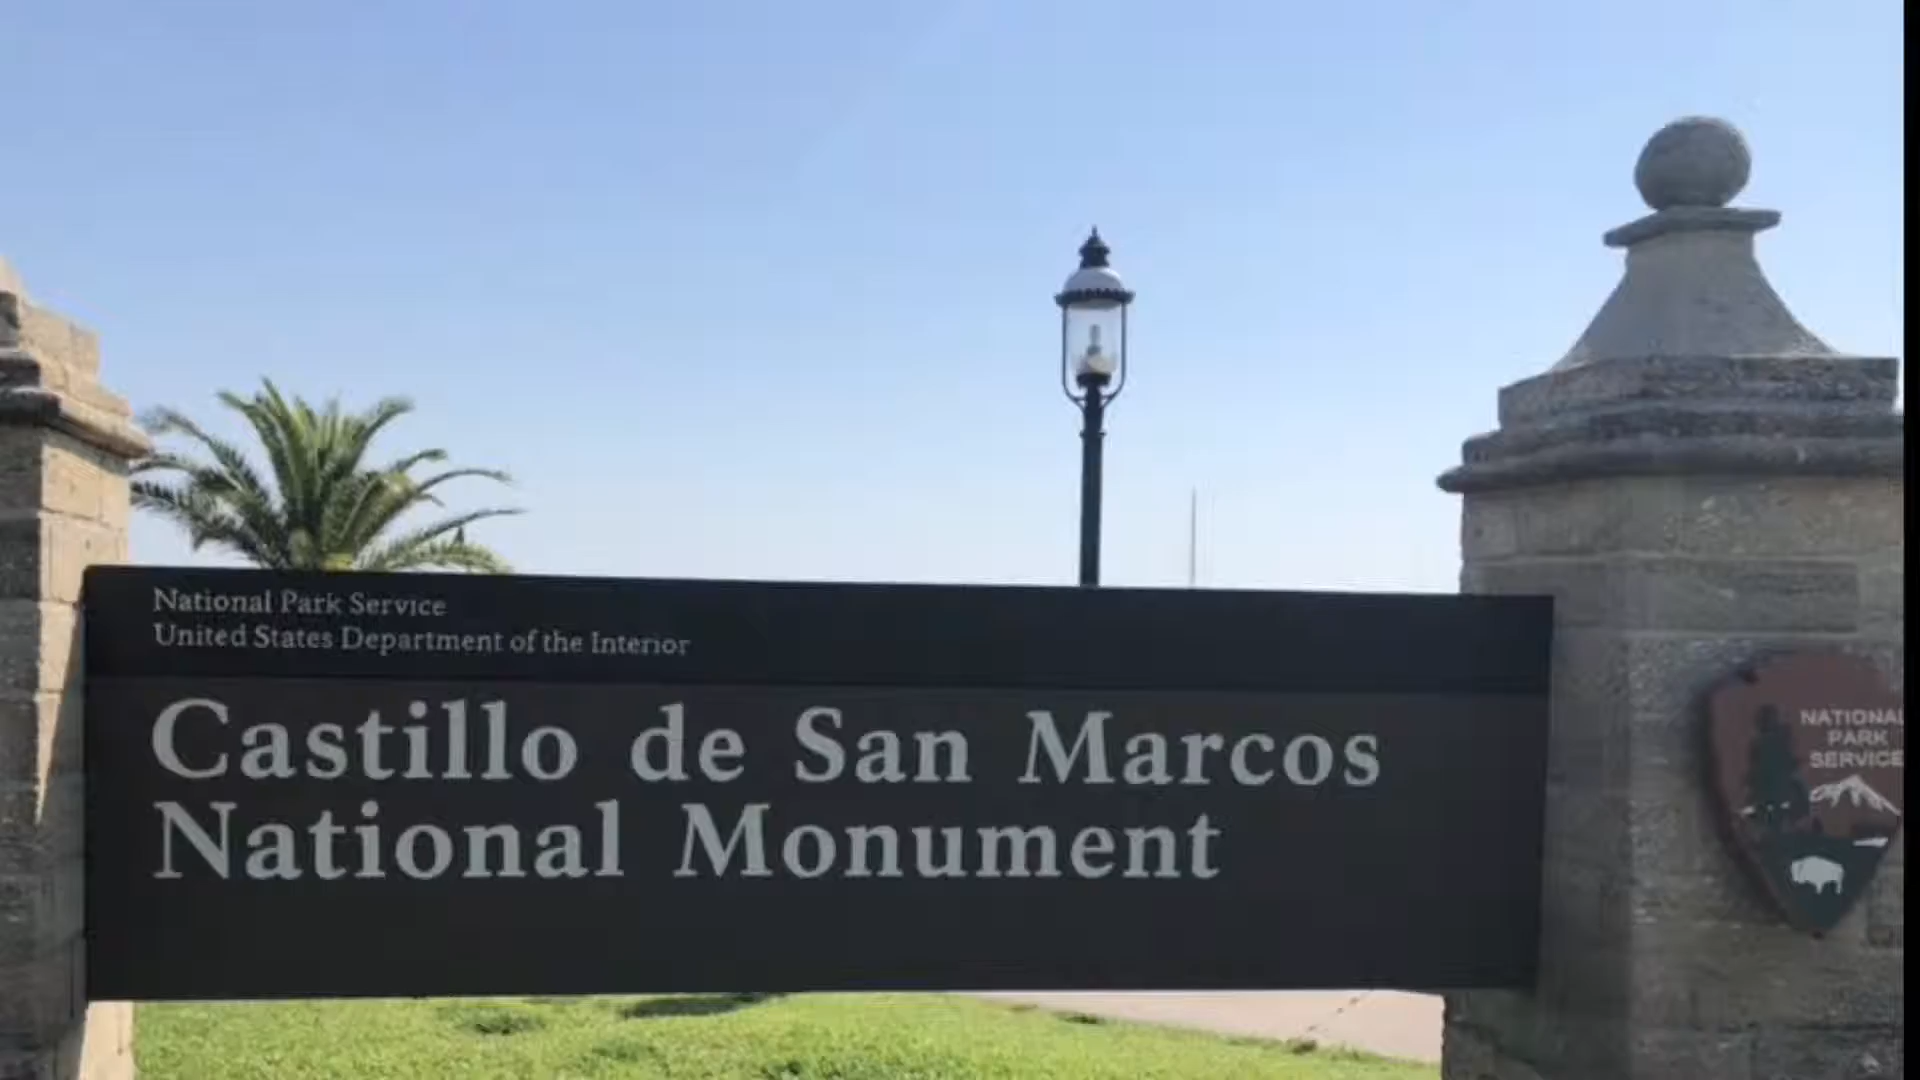 National Park Service
United States Department of the Interior
Castillo de San Marcos
National Monument
NATIONAL
PARK
SERVICE